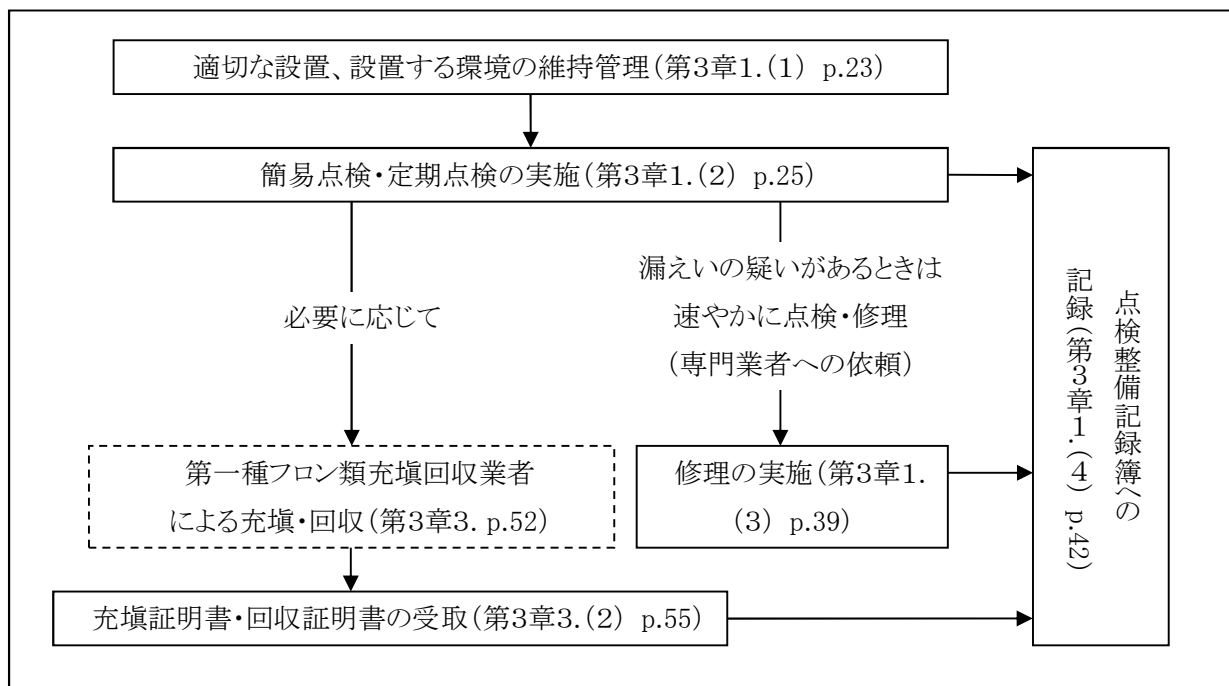 適切な設置、設置する環境の維持管理(第3章1.(1) p.23)
簡易点検・定期点検の実施(第3章1.(2) p.25)
必要に応じて
漏えいの疑いがあるときは
速やかに点検・修理
(専門業者への依頼)
第一種フロン類充塡回収業者
による充塡・回収(第3章3. p.52)
修理の実施(第3章1.
(3) p.39)
充塡証明書・回収証明書の受取(第3章3.(2) p.55)
点検整備記録簿への
記録(第3章1.(4) p.42)